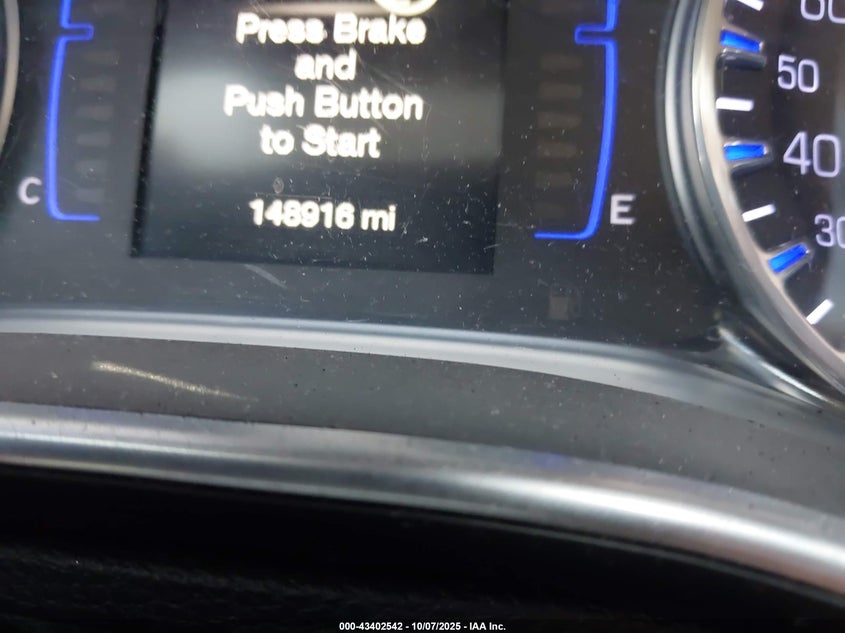 Press Brake
and
Push Button
to Start
148916 mi
C
E
60
50
40
30
000-43402542 - 10/07/2025 - IAA Inc.